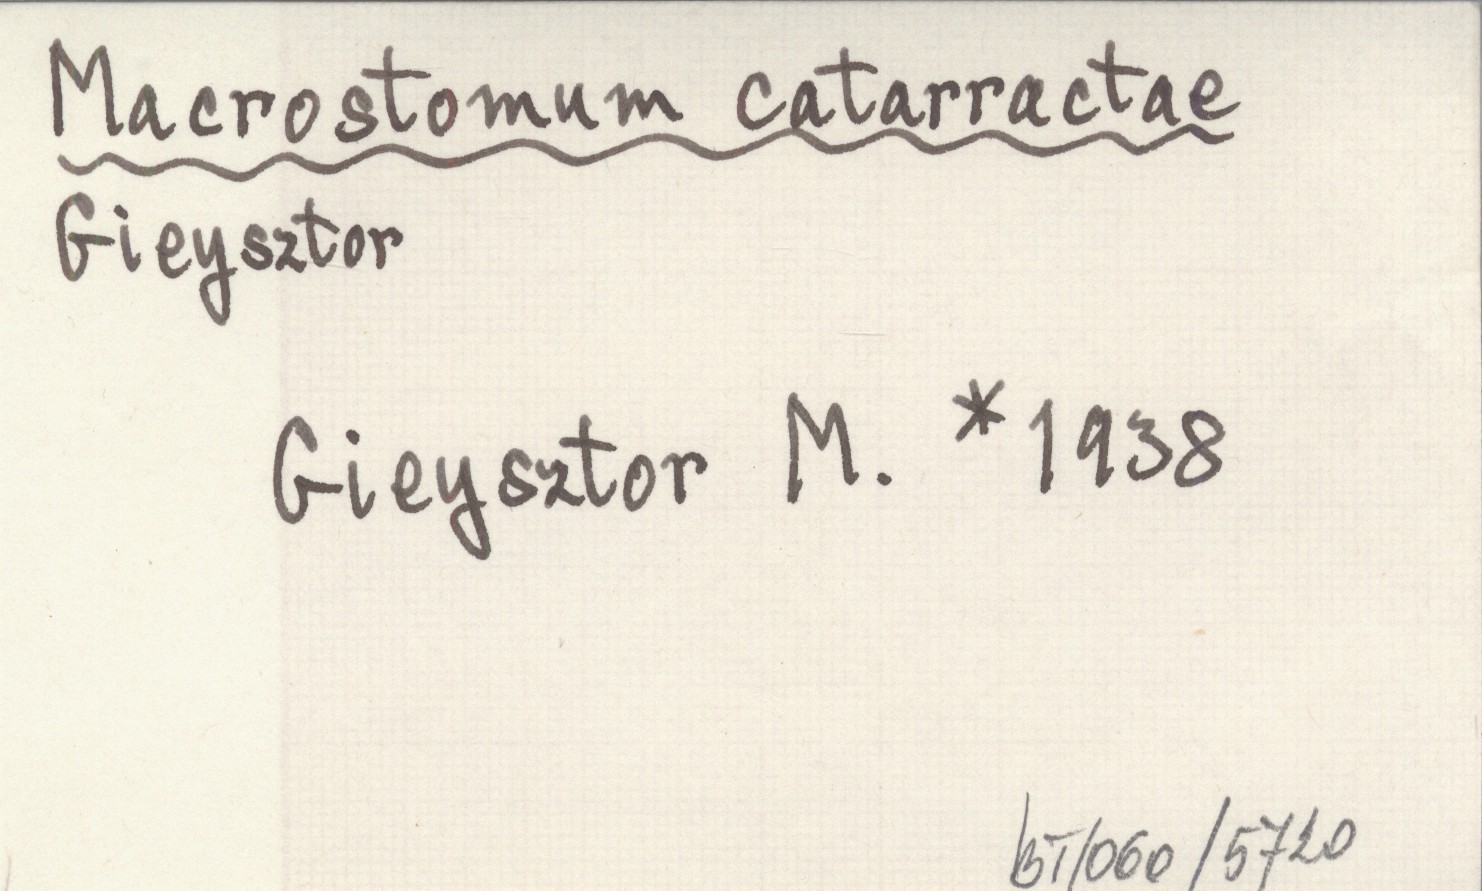 Macrostomum catarractae
Gieysztor
Gieysztor M. *1938
BT/060/5720